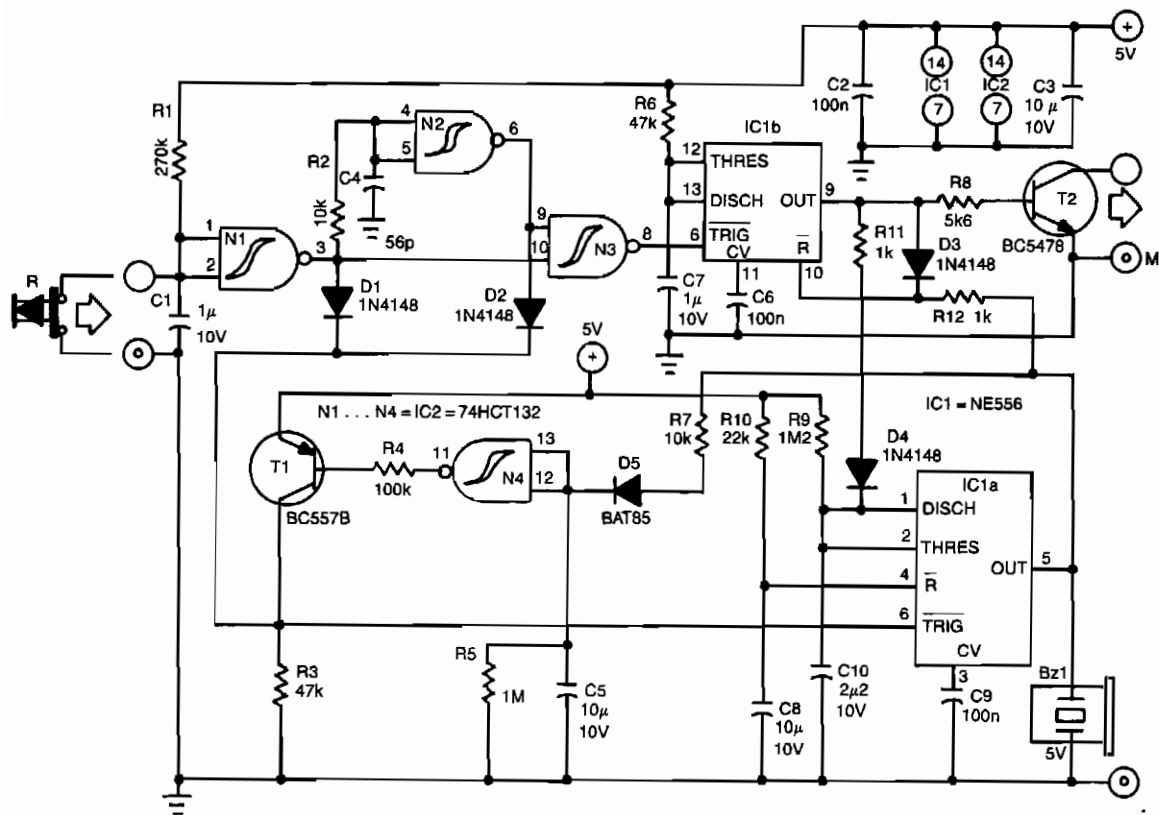 +
5V
R1
270k
R2
10k
4
5
N2
6
C4
56p
R6
47k
IC1b
12
THRES
13
DISCH
OUT
9
6
TRIG
CV
R
11
10
C2
100n
14
IC1
7
14
IC2
7
C3
10 µ
10V
R8
5k6
T2
BC5478
M
R11
1k
D3
1N4148
R12
1k
1
2
N1
3
9
10
N3
8
R
C1
1µ
10V
D1
1N4148
D2
1N4148
C7
1µ
10V
C6
100n
5V
+
N1 . . . N4 = IC2 = 74HCT132
IC1 = NE556
T1
BC557B
R4
100k
11
N4
13
12
D5
BAT85
R7
10k
R10
22k
R9
1M2
D4
1N4148
IC1a
1
DISCH
2
THRES
4
R
6
TRIG
OUT
5
CV
3
R3
47k
R5
1M
C5
10µ
10V
C8
10µ
10V
C10
2µ2
10V
C9
100n
Bz1
5V